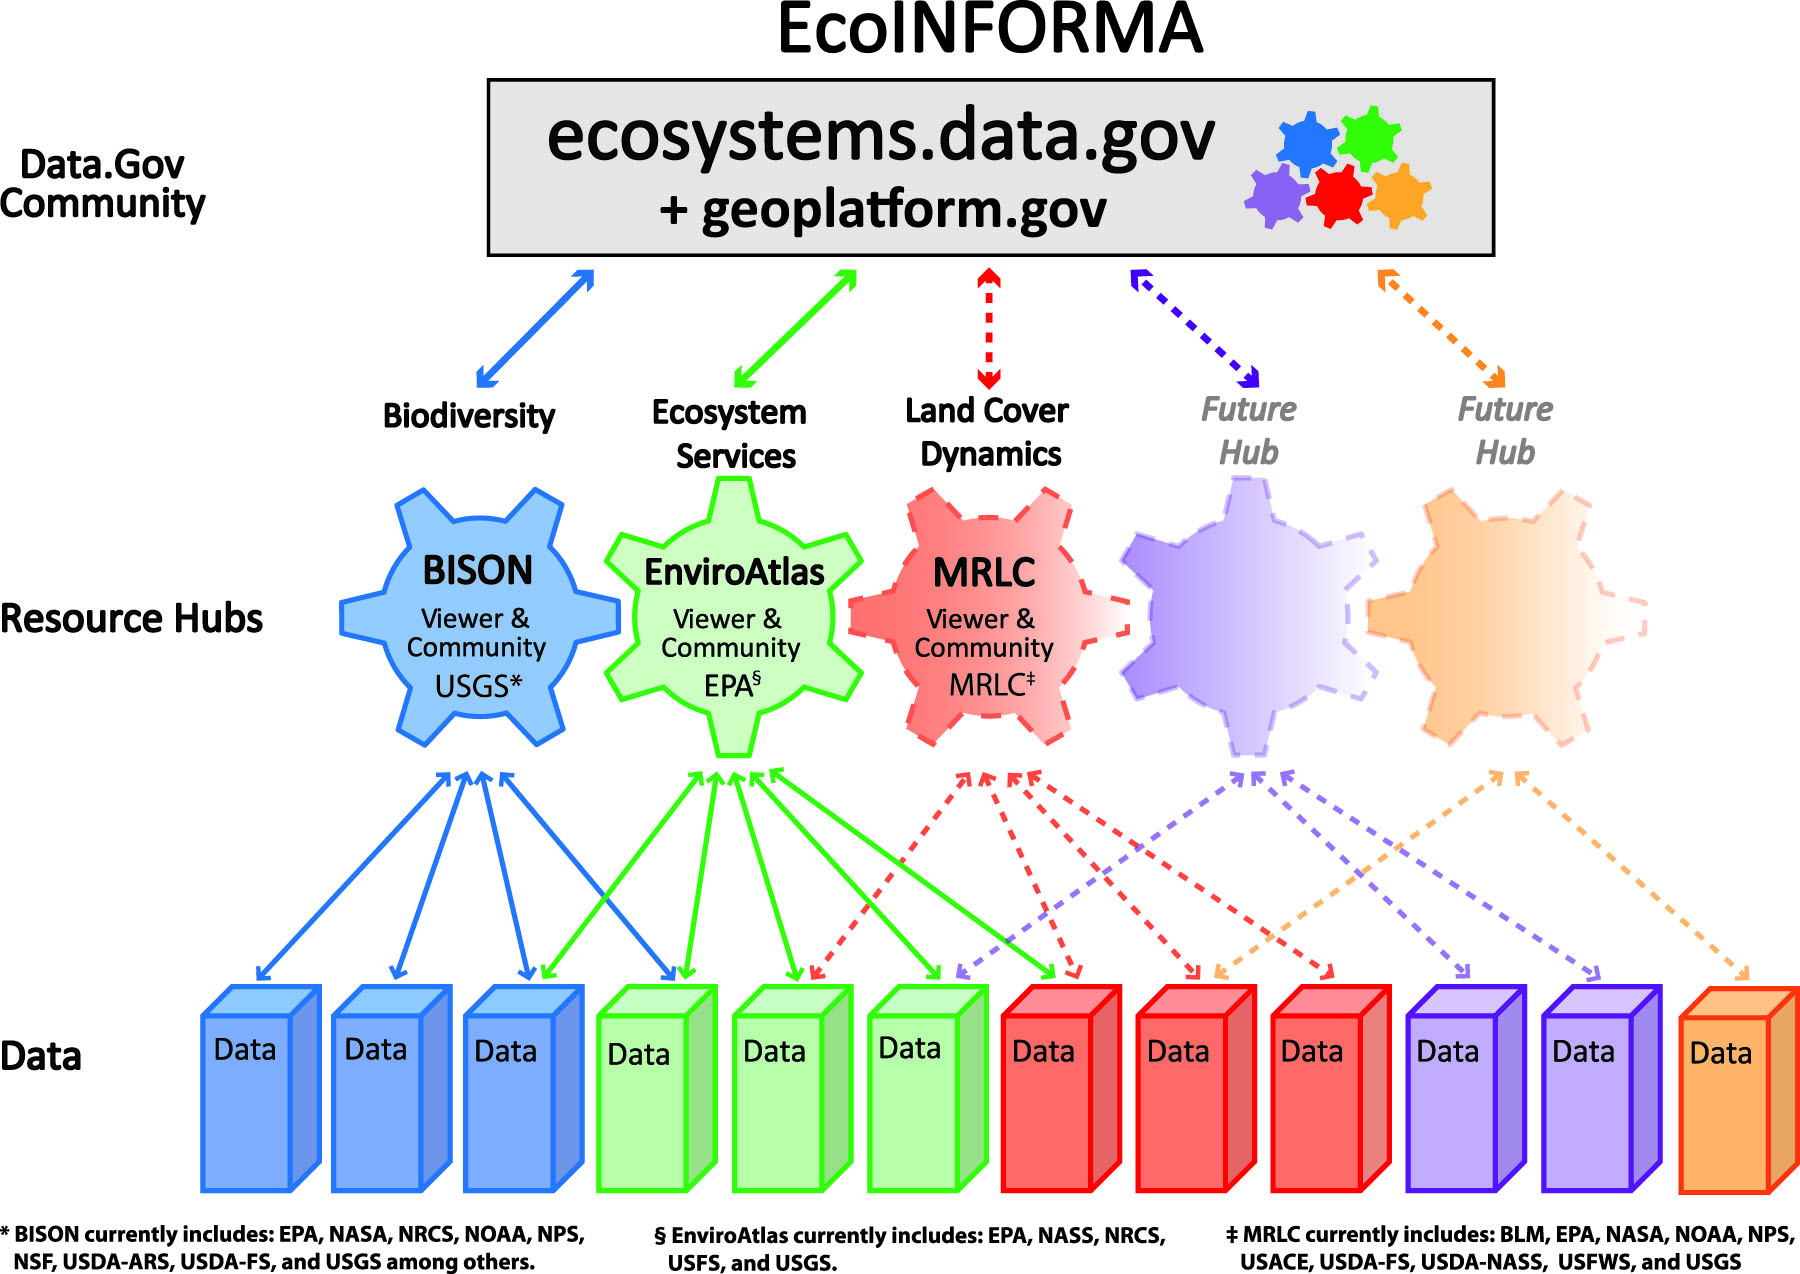 EcoINFORMA
ecosystems.data.gov
+ geoplatform.gov
Data.Gov
Community
Biodiversity
Ecosystem
Services
Land Cover
Dynamics
Future
Hub
Future
Hub
Resource Hubs
BISON
Viewer &
Community
USGS*
EnviroAtlas
Viewer &
Community
EPA§
MRLC
Viewer &
Community
MRLC‡
Data
Data
Data
Data
Data
Data
Data
Data
Data
Data
Data
Data
Data
* BISON currently includes: EPA, NASA, NRCS, NOAA, NPS,
NSF, USDA-ARS, USDA-FS, and USGS among others.
§ EnviroAtlas currently includes: EPA, NASS, NRCS,
USFS, and USGS.
‡ MRLC currently includes: BLM, EPA, NASA, NOAA, NPS,
USACE, USDA-FS, USDA-NASS, USFWS, and USGS